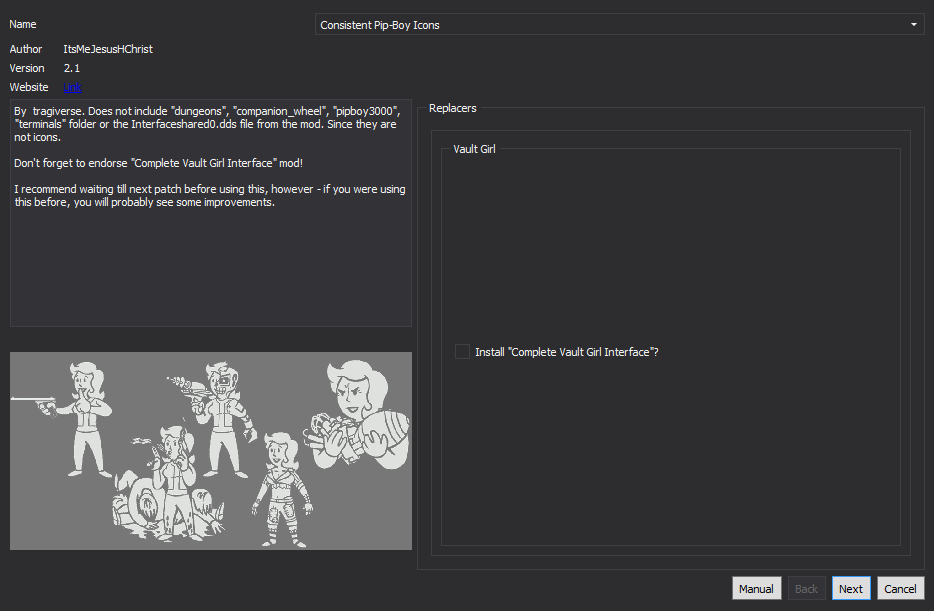 Name
Consistent Pip-Boy Icons
Author ItsMeJesusHChrist
Version 2.1
Website Link
By  tragiverse. Does not include "dungeons", "companion_wheel", "pipboy3000",
"terminals" folder or the Interfaceshared0.dds file from the mod. Since they are
not icons.
Don't forget to endorse "Complete Vault Girl Interface" mod!
I recommend waiting till next patch before using this, however - if you were using
this before, you will probably see some improvements.
Replacers
Vault Girl
Install "Complete Vault Girl Interface"?
Manual Back Next Cancel